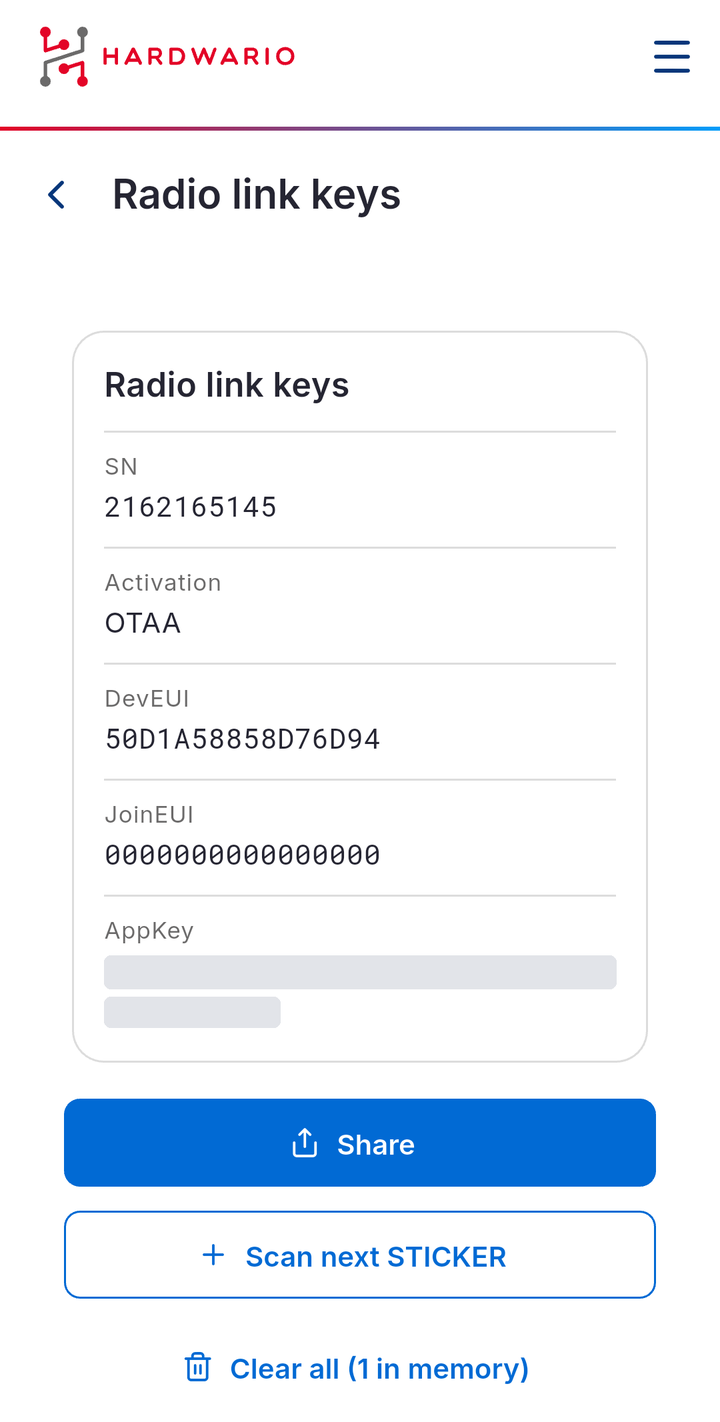 HARDWARIO
Radio link keys
Radio link keys
SN
2162165145
Activation
OTAA
DevEUI
50D1A58858D76D94
JoinEUI
0000000000000000
AppKey
Share
Scan next STICKER
Clear all (1 in memory)